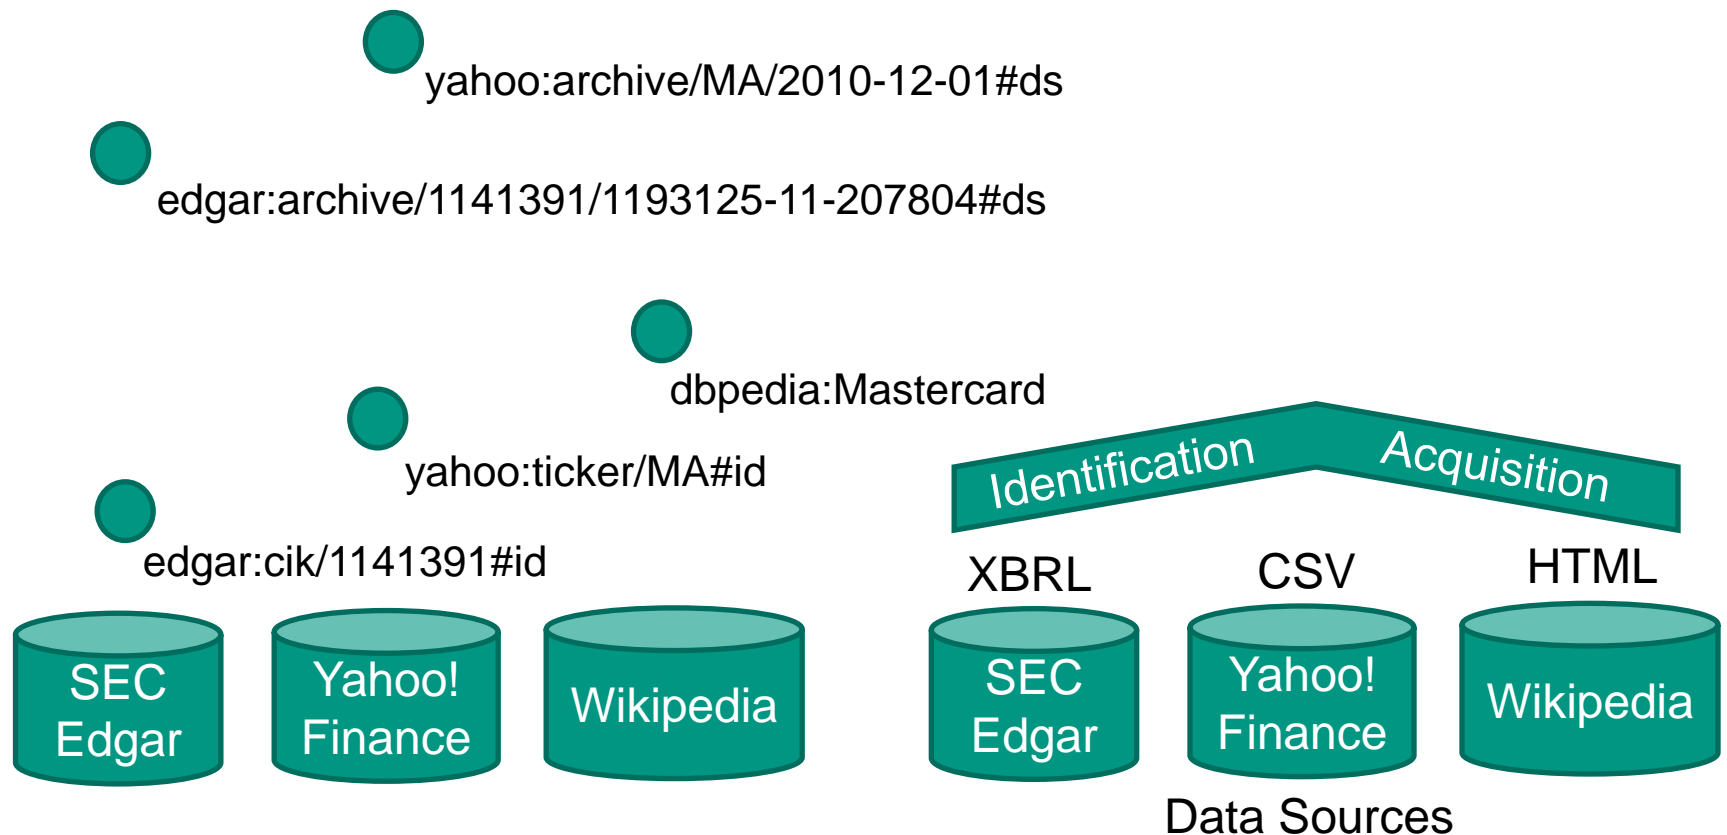 yahoo:archive/MA/2010-12-01#ds
edgar:archive/1141391/1193125-11-207804#ds
dbpedia:Mastercard
yahoo:ticker/MA#id
edgar:cik/1141391#id
SEC
Edgar
Yahoo!
Finance
Wikipedia
Identification
Acquisition
XBRL
CSV
HTML
SEC
Edgar
Yahoo!
Finance
Wikipedia
Data Sources